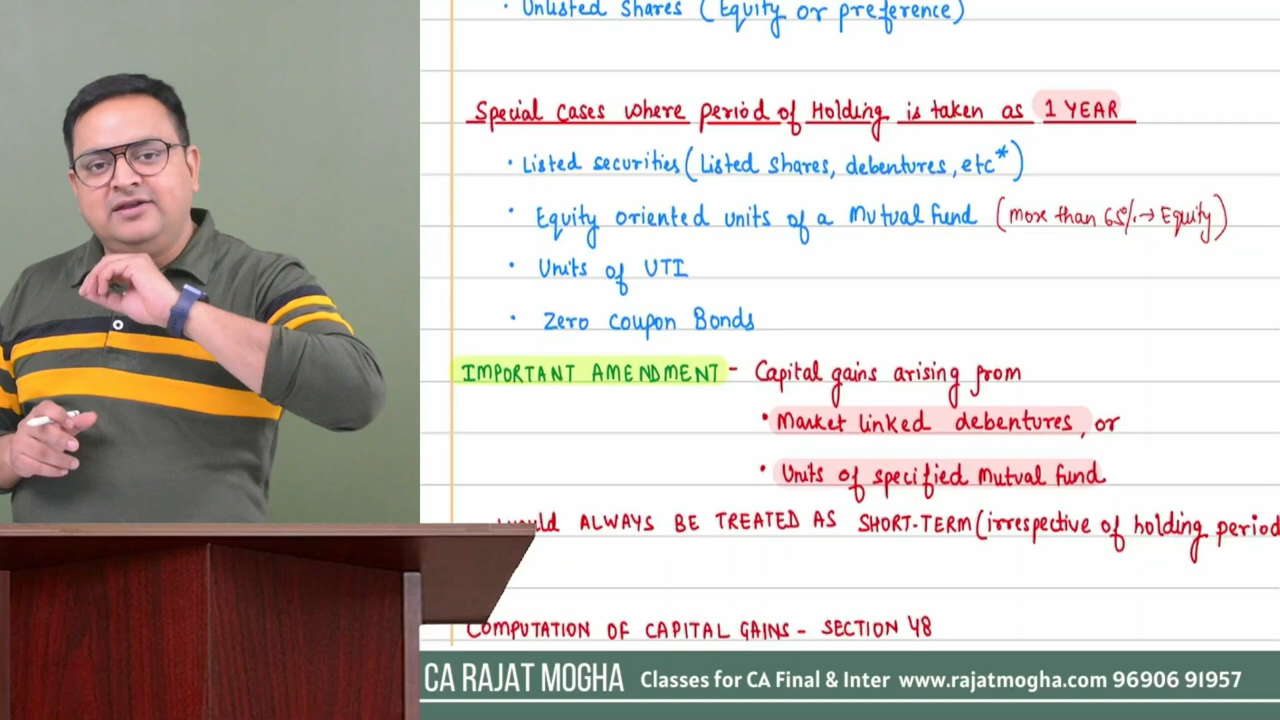 • Unlisted Shares (Equity or preference)
Special cases where period of Holding is taken as 1 YEAR
• Listed securities (Listed shares, debentures, etc*)
• Equity oriented units of a Mutual fund (more than 65% → Equity)
• Units of UTI
• Zero Coupon Bonds
IMPORTANT AMENDMENT - Capital gains arising from
• Market linked debentures, or
• Units of specified Mutual fund
would ALWAYS BE TREATED AS SHORT-TERM (irrespective of holding period
COMPUTATION OF CAPITAL GAINS - SECTION 48
CA RAJAT MOGHA Classes for CA Final & Inter www.rajatmogha.com 96906 91957